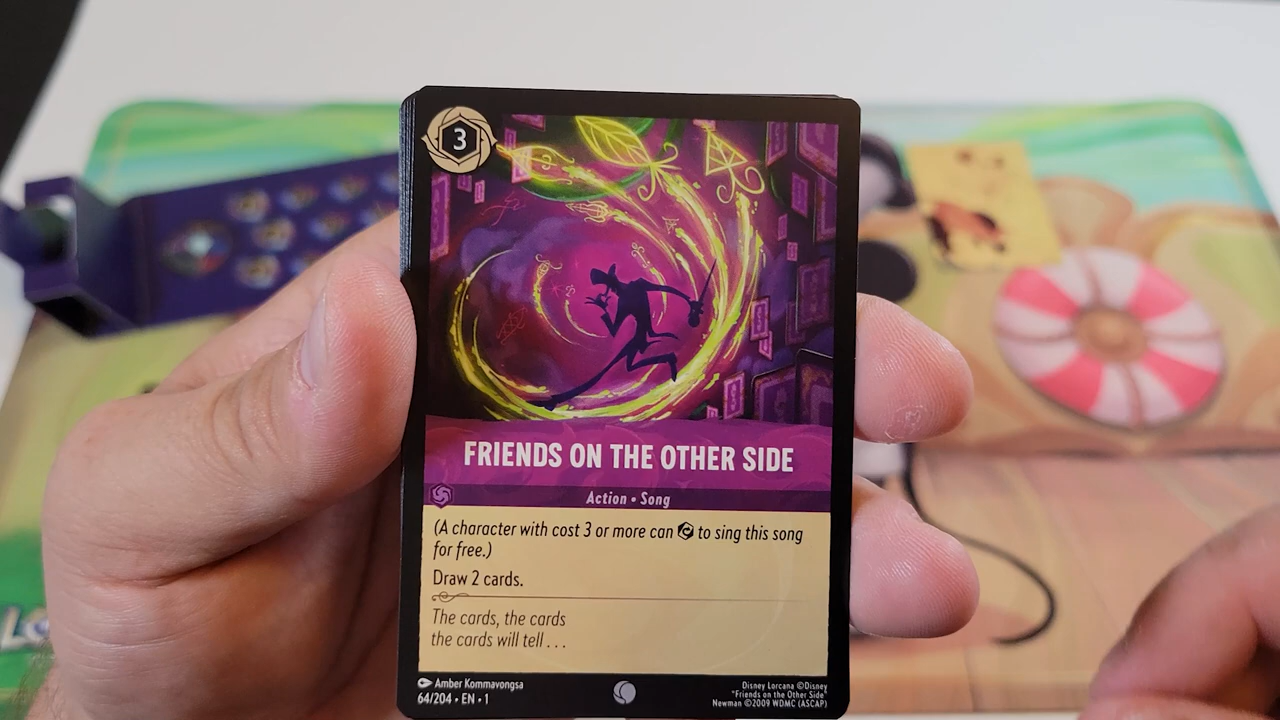 3
FRIENDS ON THE OTHER SIDE
Action • Song
(A character with cost 3 or more can to sing this song
for free.)
Draw 2 cards.
The cards, the cards
the cards will tell . . .
Amber Kommavongsa
64/204 • EN • 1
Disney Lorcana ©Disney
"Friends on the Other Side"
Newman ©2009 WDMC (ASCAP)